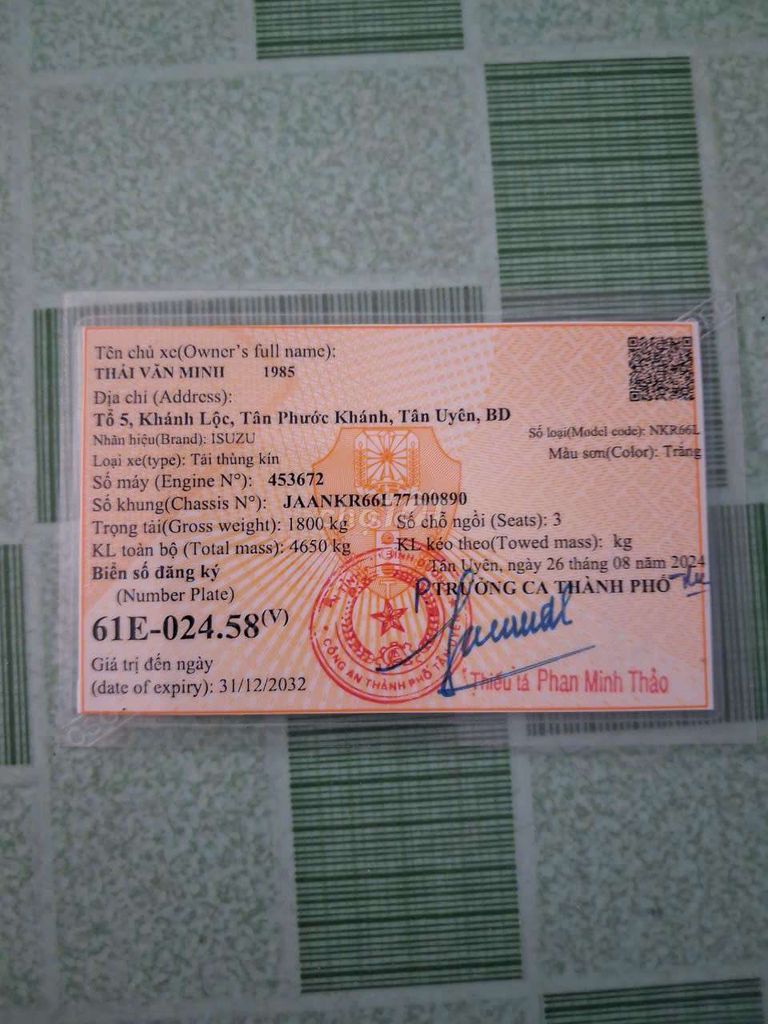 Tên chủ xe(Owner's full name):
THÁI VĂN MINH 1985
Địa chỉ (Address):
Tổ 5, Khánh Lộc, Tân Phước Khánh, Tân Uyên, BD
Nhãn hiệu(Brand): ISUZU
Số loại(Model code): NKR66L
Loại xe(type): Tải thùng kín
Màu sơn(Color): Trắng
Số máy (Engine N°): 453672
Số khung(Chassis N°): JAANKR66L77100890
Trọng tải(Gross weight): 1800 kg
Số chỗ ngồi (Seats): 3
KL toàn bộ (Total mass): 4650 kg
KL kéo theo(Towed mass): kg
Biển số đăng ký
(Number Plate)
61E-024.58(V)
Giá trị đến ngày
(date of expiry): 31/12/2032
Tân Uyên, ngày 26 tháng 08 năm 2024
P TRƯỞNG CA THÀNH PHỐ
CÔNG AN THÀNH PHỐ TÂN
Thiếu tá Phan Minh Thảo